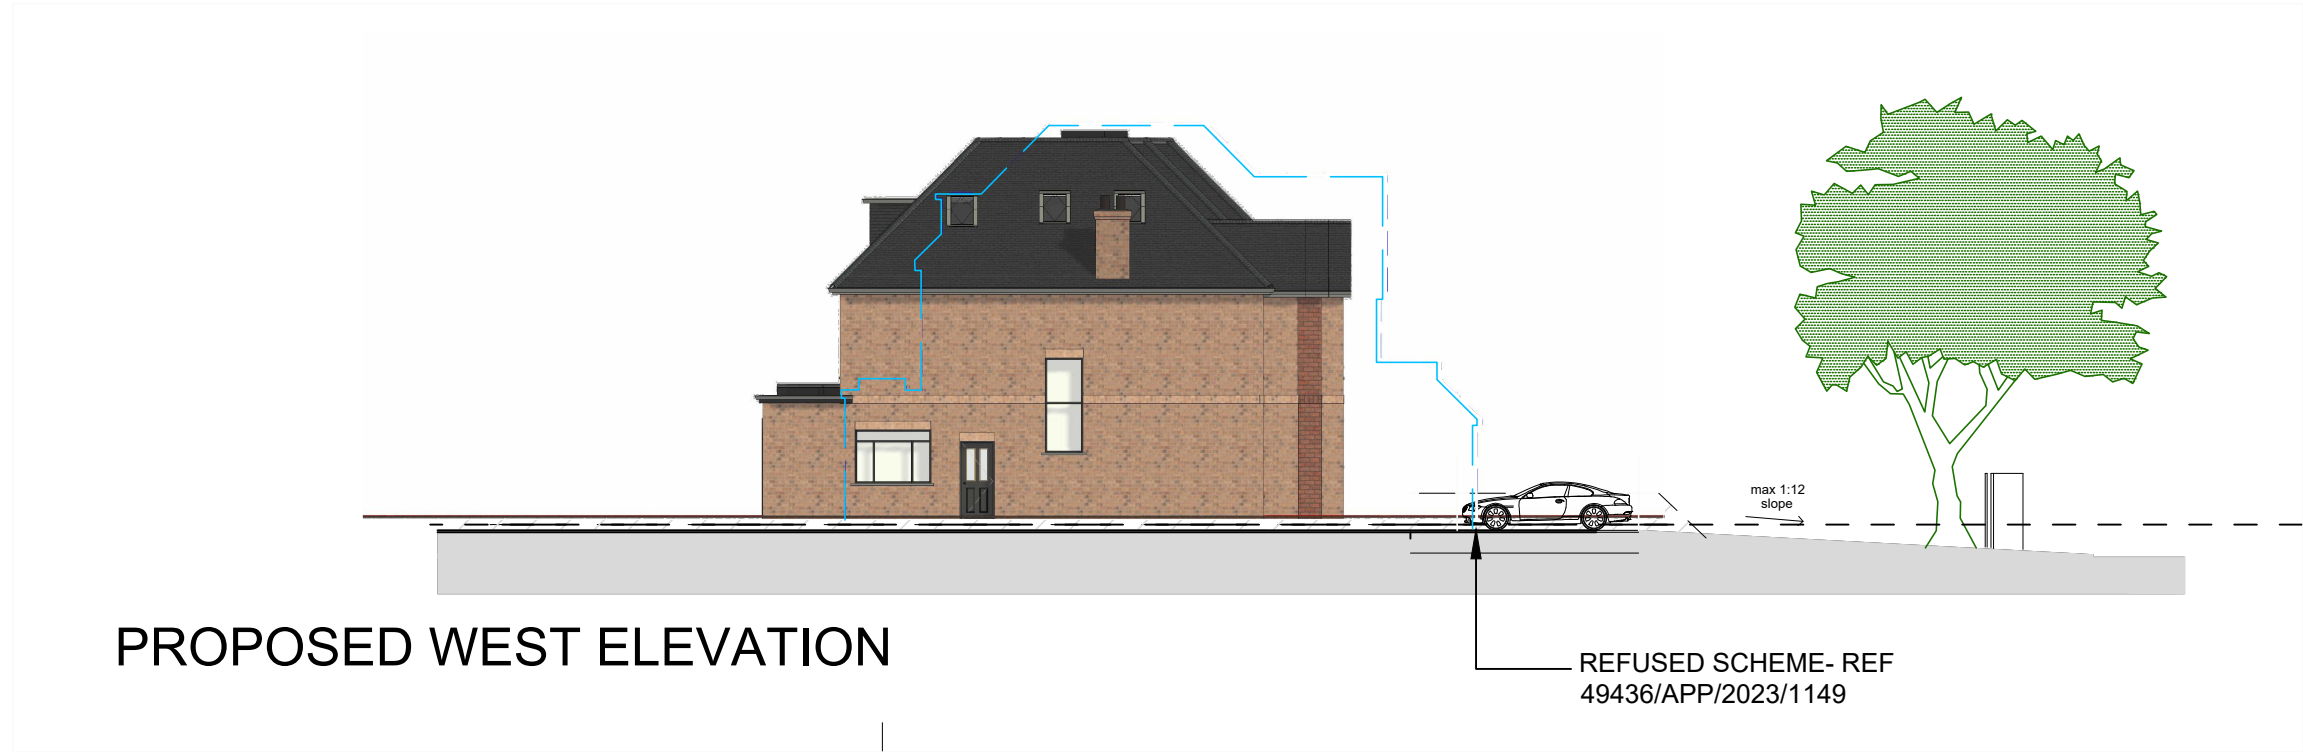 max 1:12
slope
PROPOSED WEST ELEVATION
REFUSED SCHEME- REF
49436/APP/2023/1149